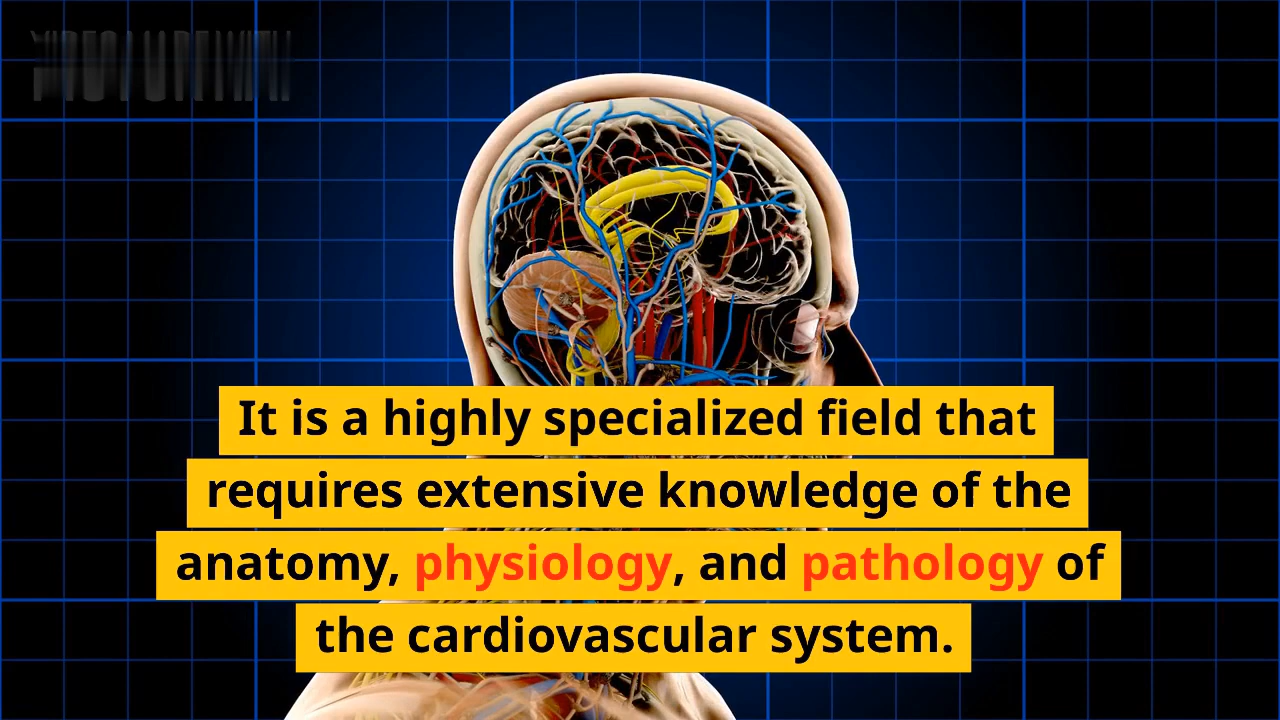 It is a highly specialized field that
requires extensive knowledge of the
anatomy, physiology, and pathology of
the cardiovascular system.